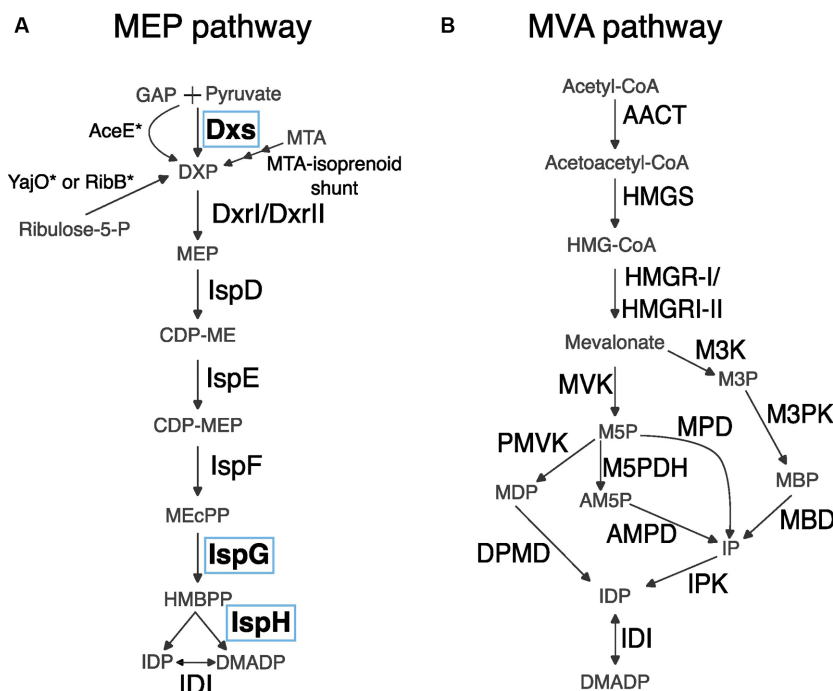 A
MEP pathway
GAP + Pyruvate
AceE*
Dxs
MTA
DXP
MTA-isoprenoid
shunt
YajO* or RibB*
Ribulose-5-P
DxrI/DxrII
MEP
IspD
CDP-ME
IspE
CDP-MEP
IspF
MEcPP
IspG
HMBPP
IspH
IDP
DMADP
IDI
B
MVA pathway
Acetyl-CoA
AACT
Acetoacetyl-CoA
HMGS
HMG-CoA
HMGR-I/
HMGRI-II
Mevalonate
M3K
M3P
MVK
M3PK
M5P
MPD
PMVK
M5PDH
MBP
MDP
AM5P
MBD
AMPD
IP
DPMD
IPK
IDP
IDI
DMADP